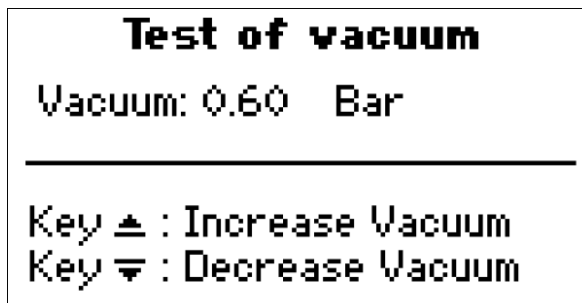 Test of vacuum
Vacuum: 0.60 Bar
Key ▲ : Increase Vacuum
Key ▼ : Decrease Vacuum